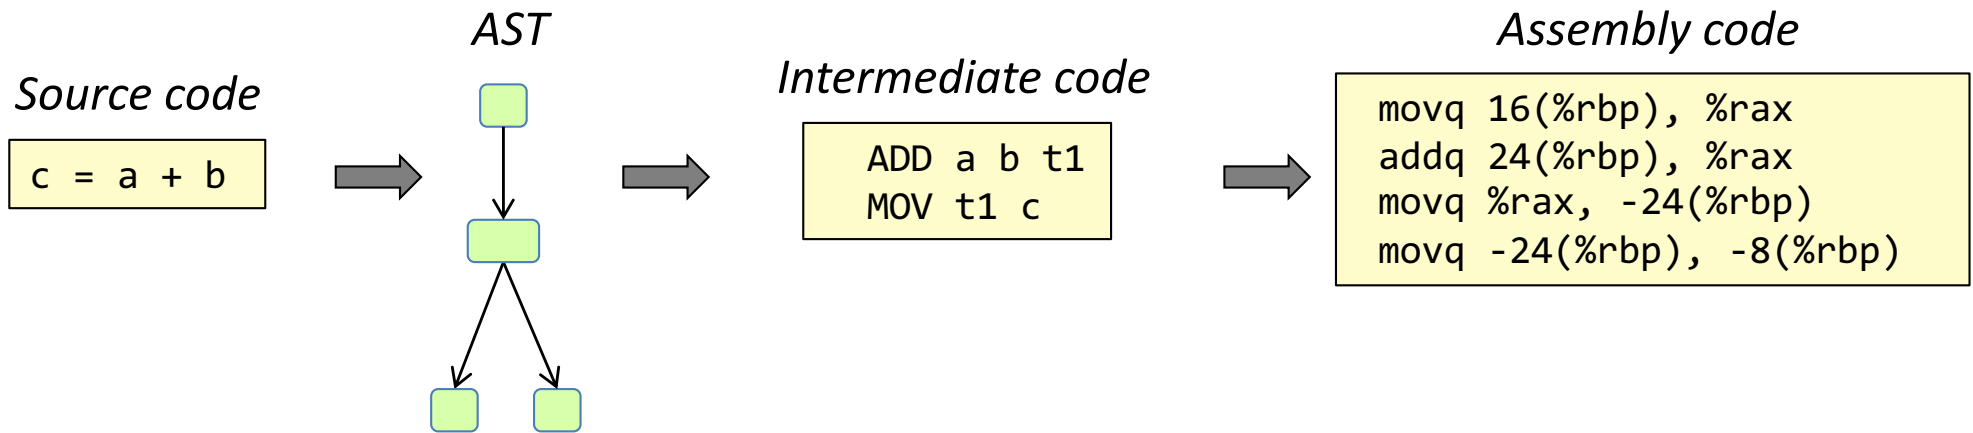 Source code
c = a + b
AST
Intermediate code
ADD a b t1
MOV t1 c
Assembly code
movq 16(%rbp), %rax
addq 24(%rbp), %rax
movq %rax, -24(%rbp)
movq -24(%rbp), -8(%rbp)